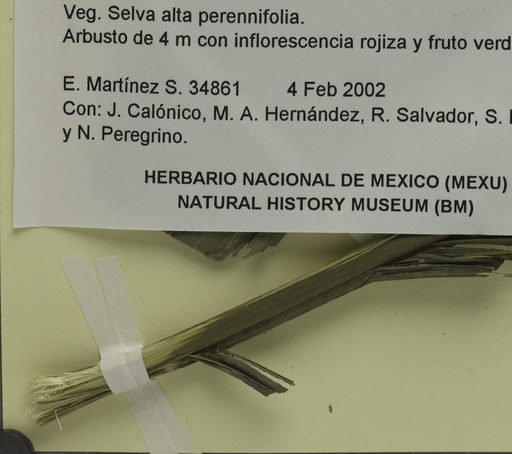 Veg. Selva alta perennifolia.
Arbusto de 4 m con inflorescencia rojiza y fruto verd
E. Martínez S. 34861 4 Feb 2002
Con: J. Calónico, M. A. Hernández, R. Salvador, S.
y N. Peregrino.
HERBARIO NACIONAL DE MEXICO (MEXU)
NATURAL HISTORY MUSEUM (BM)